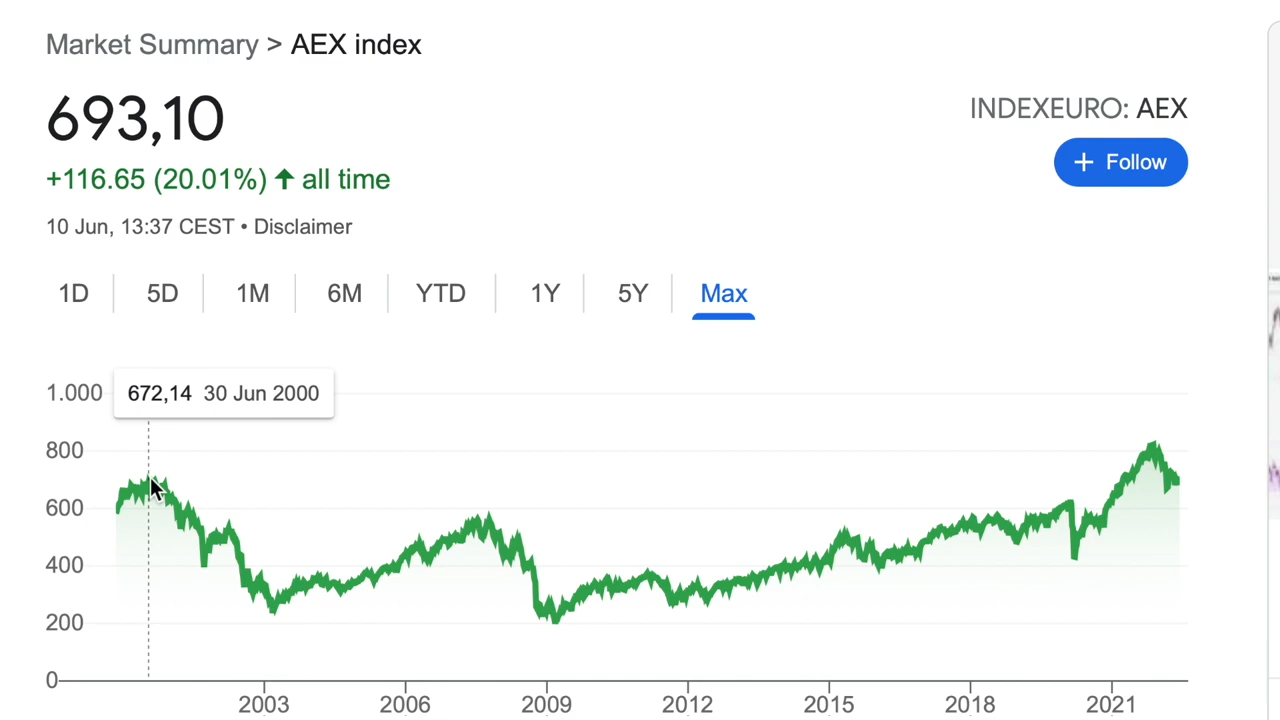 Market Summary > AEX index
693,10
INDEXEURO: AEX
+ Follow
+116.65 (20.01%) ↑ all time
10 Jun, 13:37 CEST • Disclaimer
1D 5D 1M 6M YTD 1Y 5Y Max
672,14 30 Jun 2000
1.000
800
600
400
200
0
2003 2006 2009 2012 2015 2018 2021